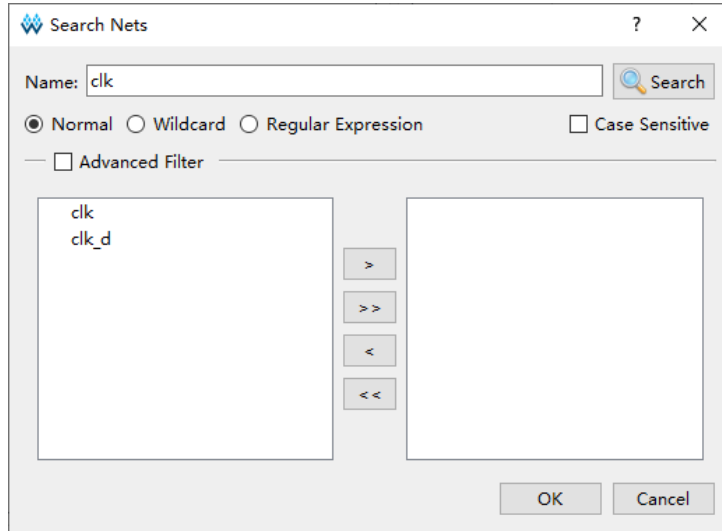 Search Nets ? ×
Name: clk Search
Normal Wildcard Regular Expression Case Sensitive
Advanced Filter
clk
clk_d
>
>>
<
<<
OK Cancel